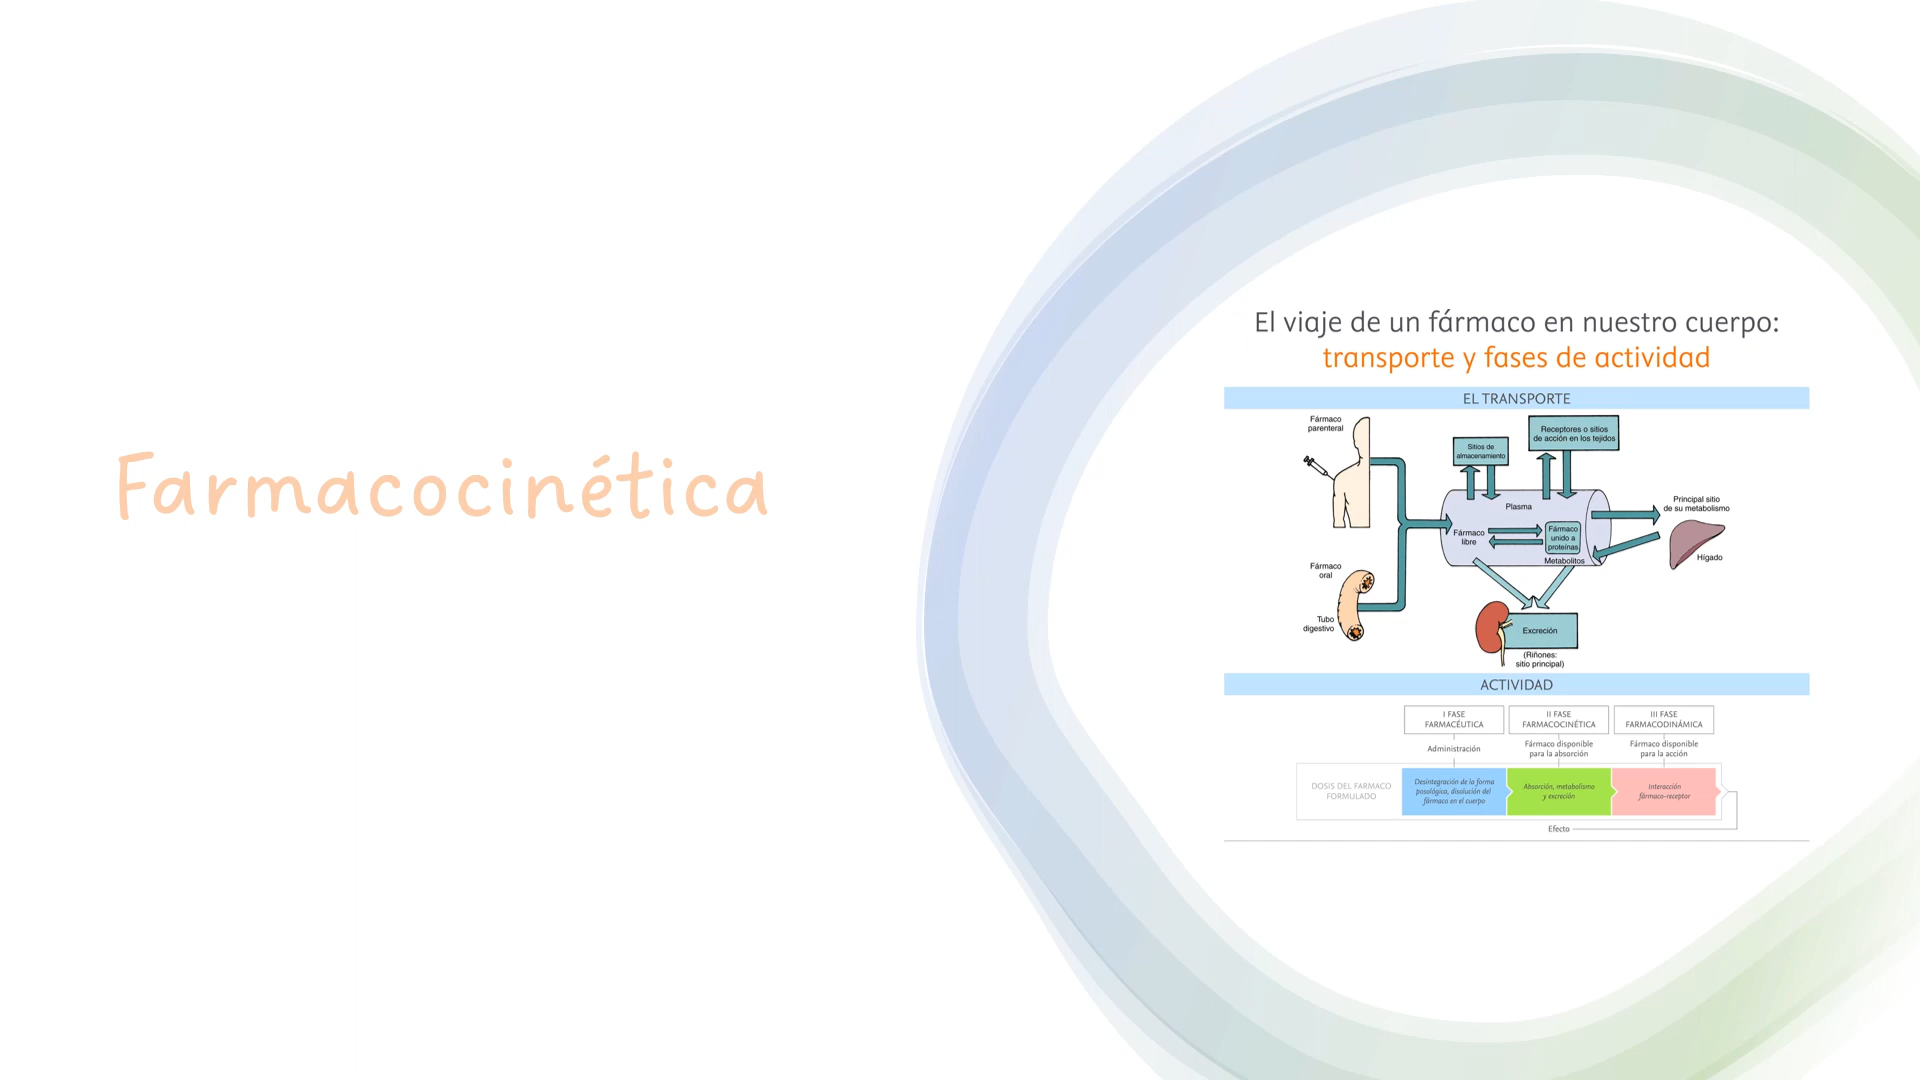 Farmacocinética
El viaje de un fármaco en nuestro cuerpo:
transporte y fases de actividad
EL TRANSPORTE
Fármaco
parenteral
Sitios de
almacenamiento
Receptores o sitios
de acción en los tejidos
Plasma
Fármaco
libre
Fármaco
unido a
proteínas
Metabolitos
Principal sitio
de su metabolismo
Hígado
Fármaco
oral
Tubo
digestivo
Excreción
(Riñones:
sitio principal)
ACTIVIDAD
I FASE
FARMACÉUTICA
II FASE
FARMACOCINÉTICA
III FASE
FARMACODINÁMICA
Administración
Fármaco disponible
para la absorción
Fármaco disponible
para la acción
DOSIS DEL FARMACO
FORMULADO
Desintegración de la forma
posológica, disolución del
fármaco en el cuerpo
Absorción, metabolismo
y excreción
Interacción
fármaco-receptor
Efecto